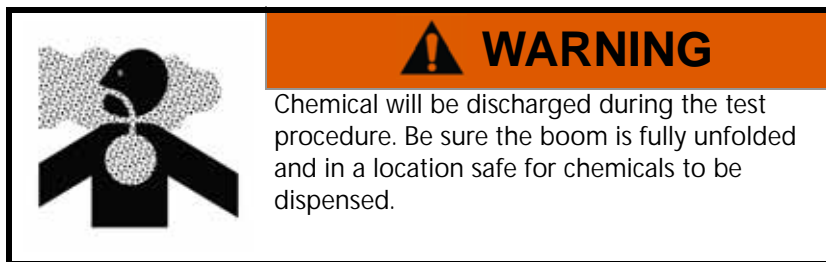 WARNING
Chemical will be discharged during the test
procedure. Be sure the boom is fully unfolded
and in a location safe for chemicals to be
dispensed.